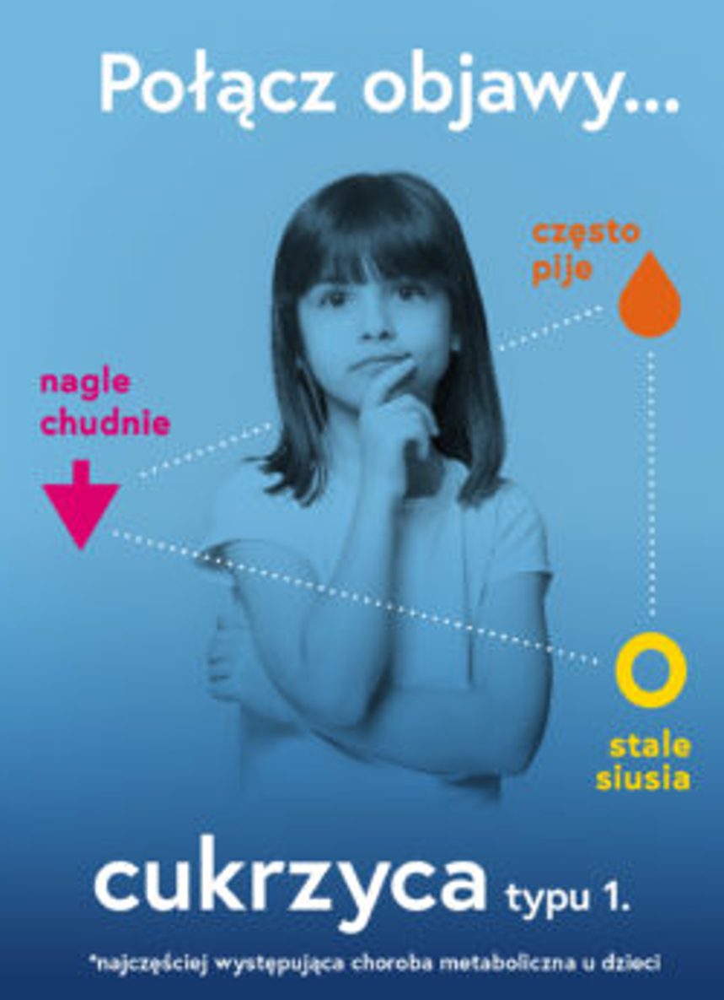 Połącz objawy...
często
pije
nagle
chudnie
stale
siusia
cukrzyca typu 1.
*najczęściej występująca choroba metaboliczna u dzieci